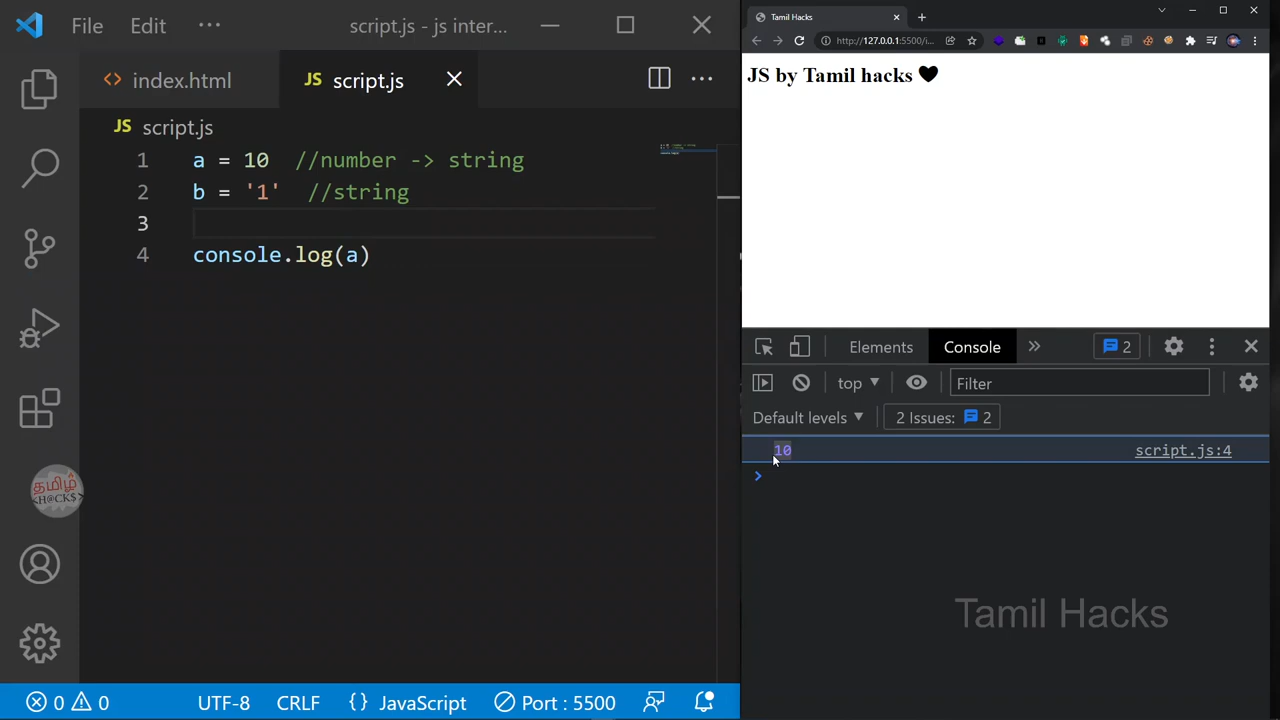 File Edit ··· script.js - js inter...
index.html JS script.js
JS script.js
1 a = 10 //number -> string
2 b = '1' //string
3
4 console.log(a)
தமிழ்
<H@CK$>
0 0 UTF-8 CRLF {} JavaScript Port : 5500
Tamil Hacks
http://127.0.0.1:5500/i...
JS by Tamil hacks 🖤
Elements Console » 2
top Filter
Default levels 2 Issues: 2
10 script.js:4
>
Tamil Hacks